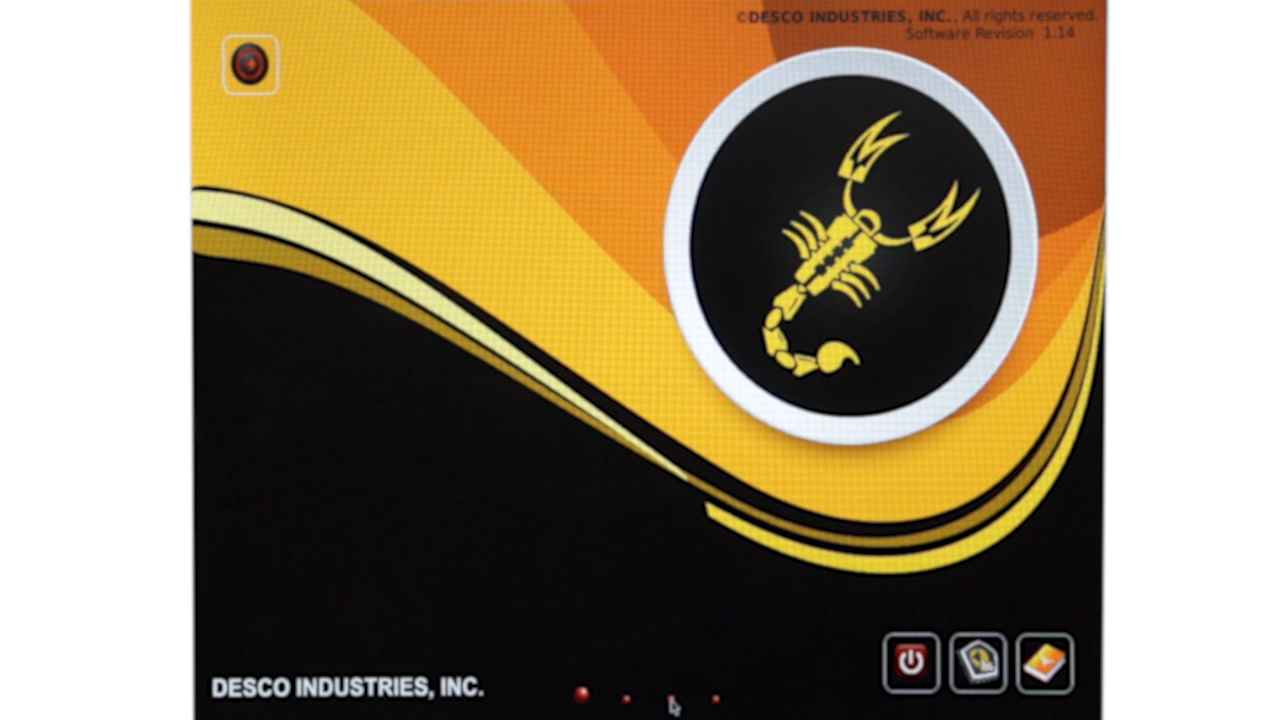 ©DESCO INDUSTRIES, INC.. All rights reserved.
Software Revision 1.14
DESCO INDUSTRIES, INC.